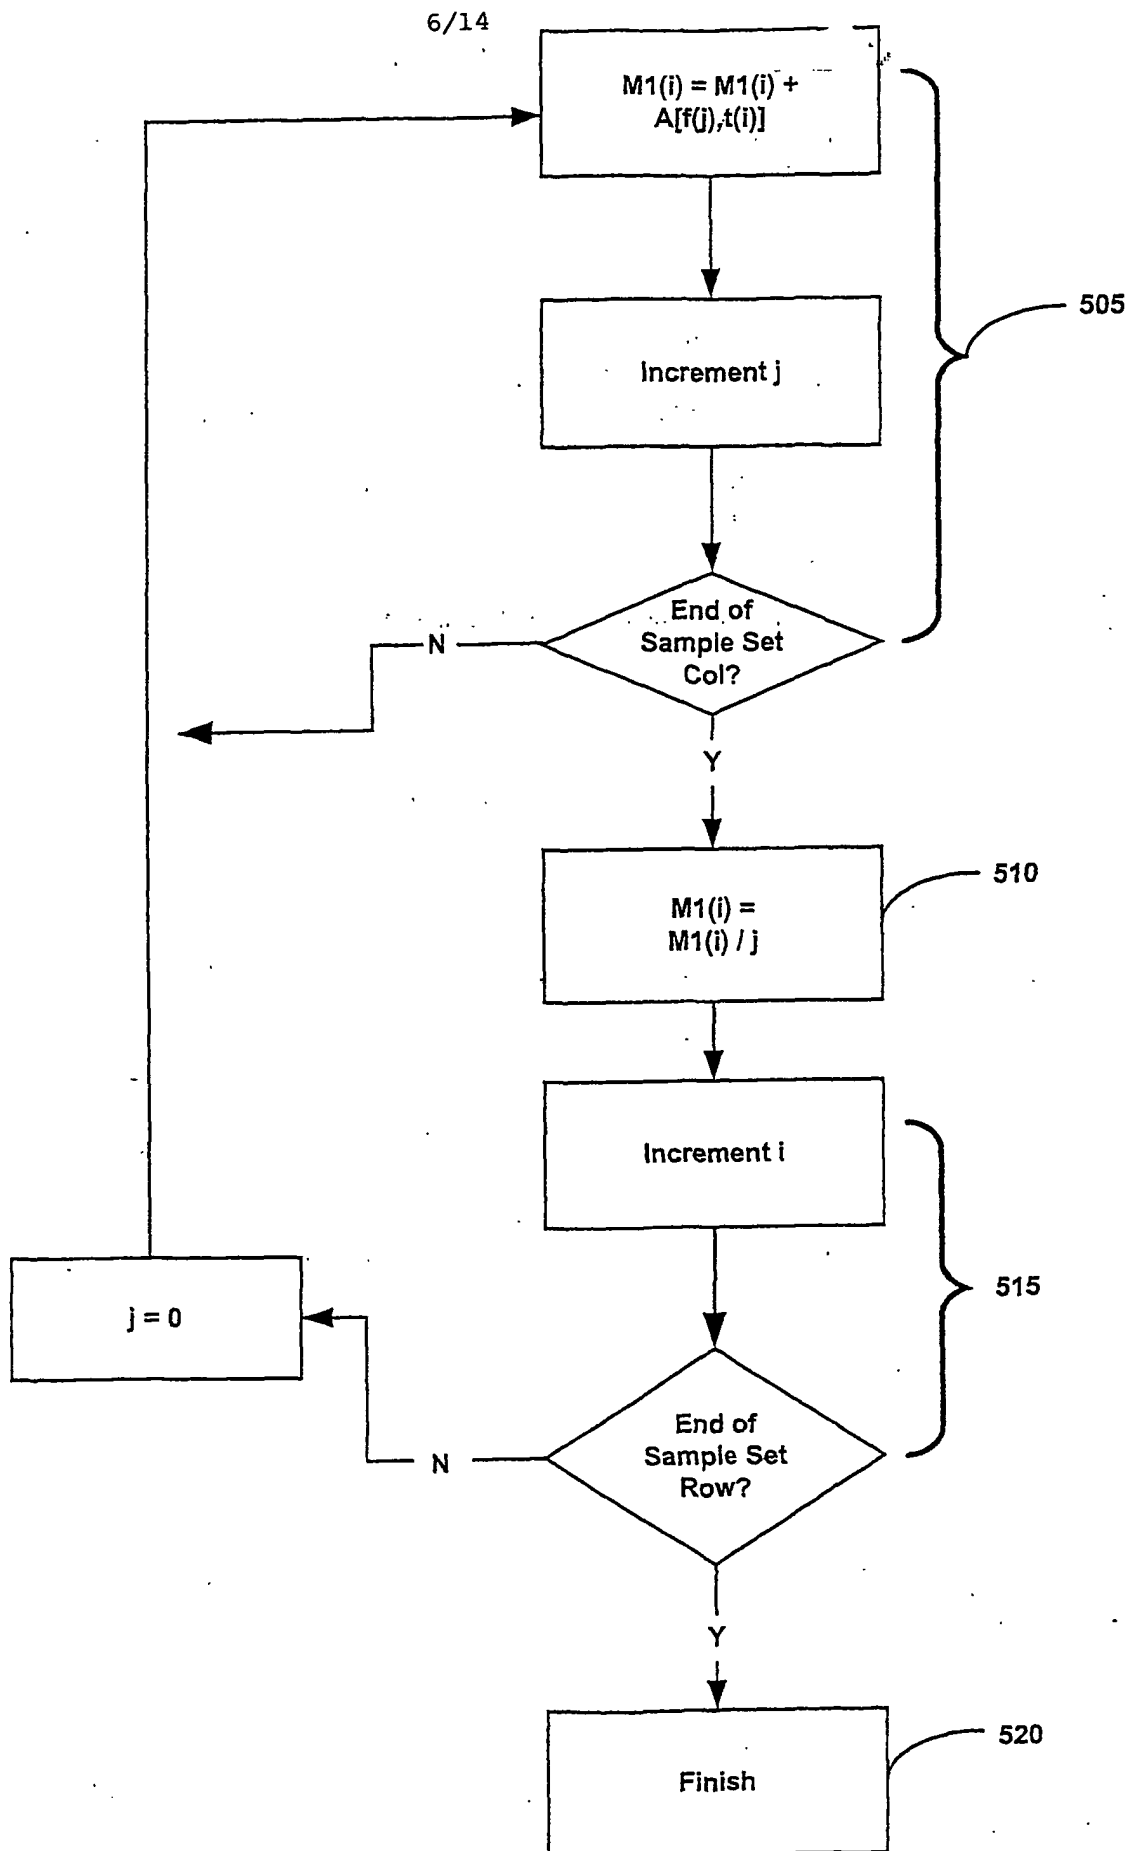 6/14
M1(i) = M1(i) +
A[f(j),t(i)]
505
Increment j
End of
Sample Set
Col?
N
Y
510
M1(i) =
M1(i) / j
Increment i
515
j = 0
End of
Sample Set
Row?
N
Y
520
Finish